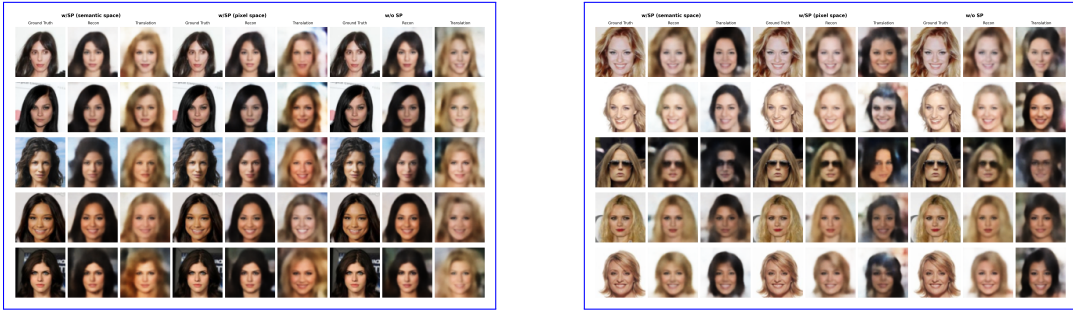 w/SP (semantic space) w/SP (pixel space) w/o SP
Ground Truth Recon Translation Ground Truth Recon Translation Ground Truth Recon Translation
w/SP (semantic space) w/SP (pixel space) w/o SP
Ground Truth Recon Translation Ground Truth Recon Translation Ground Truth Recon Translation